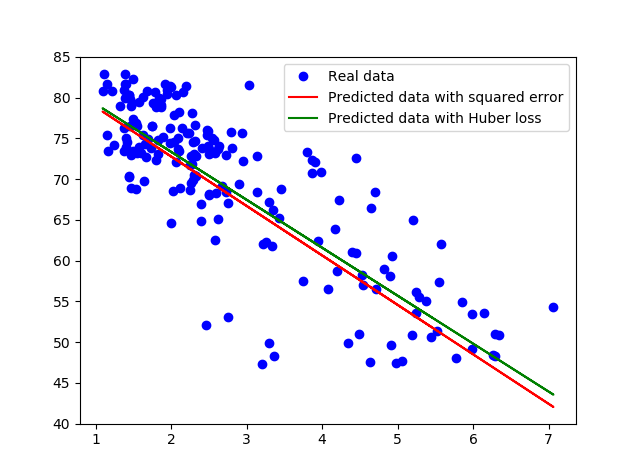 Real data
Predicted data with squared error
Predicted data with Huber loss
85
80
75
70
65
60
55
50
45
40
1 2 3 4 5 6 7